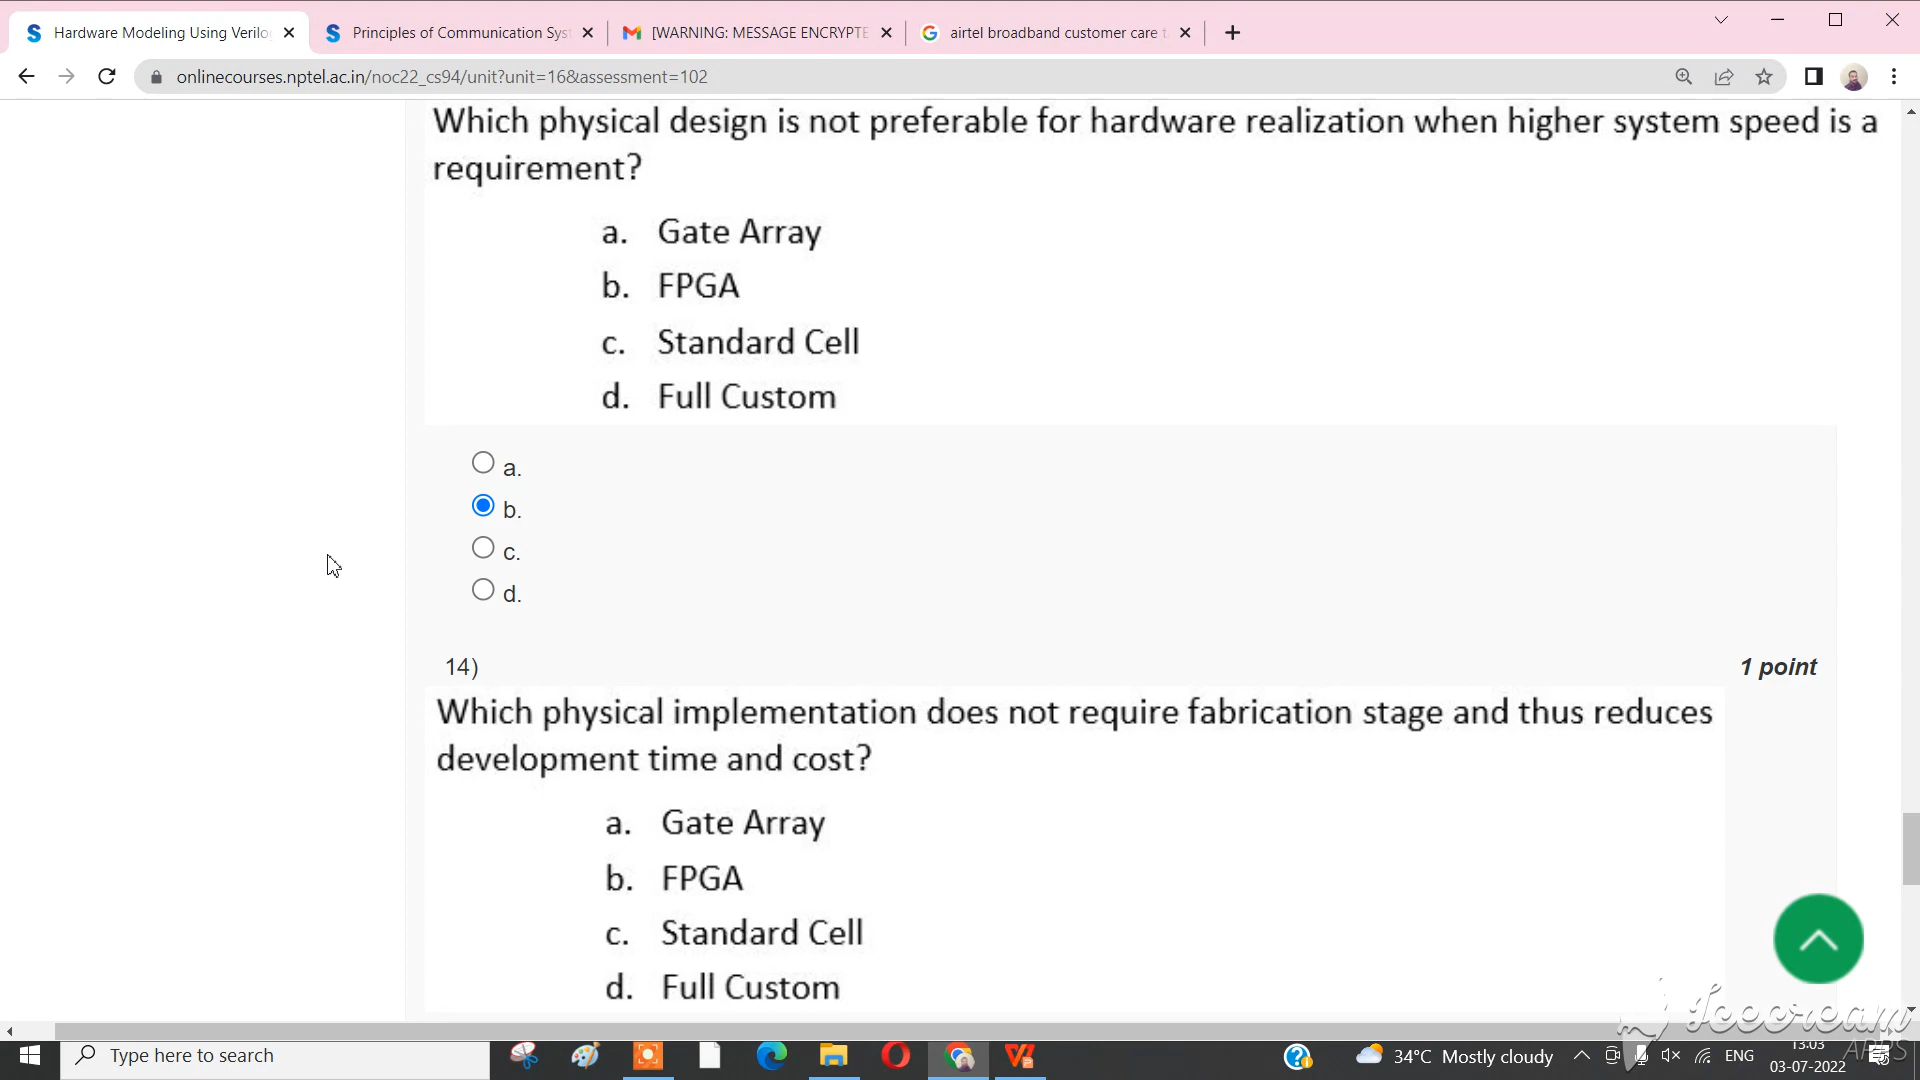 Hardware Modeling Using Verilo
Principles of Communication Sys
[WARNING: MESSAGE ENCRYPTE
airtel broadband customer care t
onlinecourses.nptel.ac.in/noc22_cs94/unit?unit=16&assessment=102
Which physical design is not preferable for hardware realization when higher system speed is a
requirement?
a. Gate Array
b. FPGA
c. Standard Cell
d. Full Custom
a.
b.
c.
d.
14)
1 point
Which physical implementation does not require fabrication stage and thus reduces
development time and cost?
a. Gate Array
b. FPGA
c. Standard Cell
d. Full Custom
Icecream
APPS
Type here to search
34°C Mostly cloudy
ENG
13:03
03-07-2022